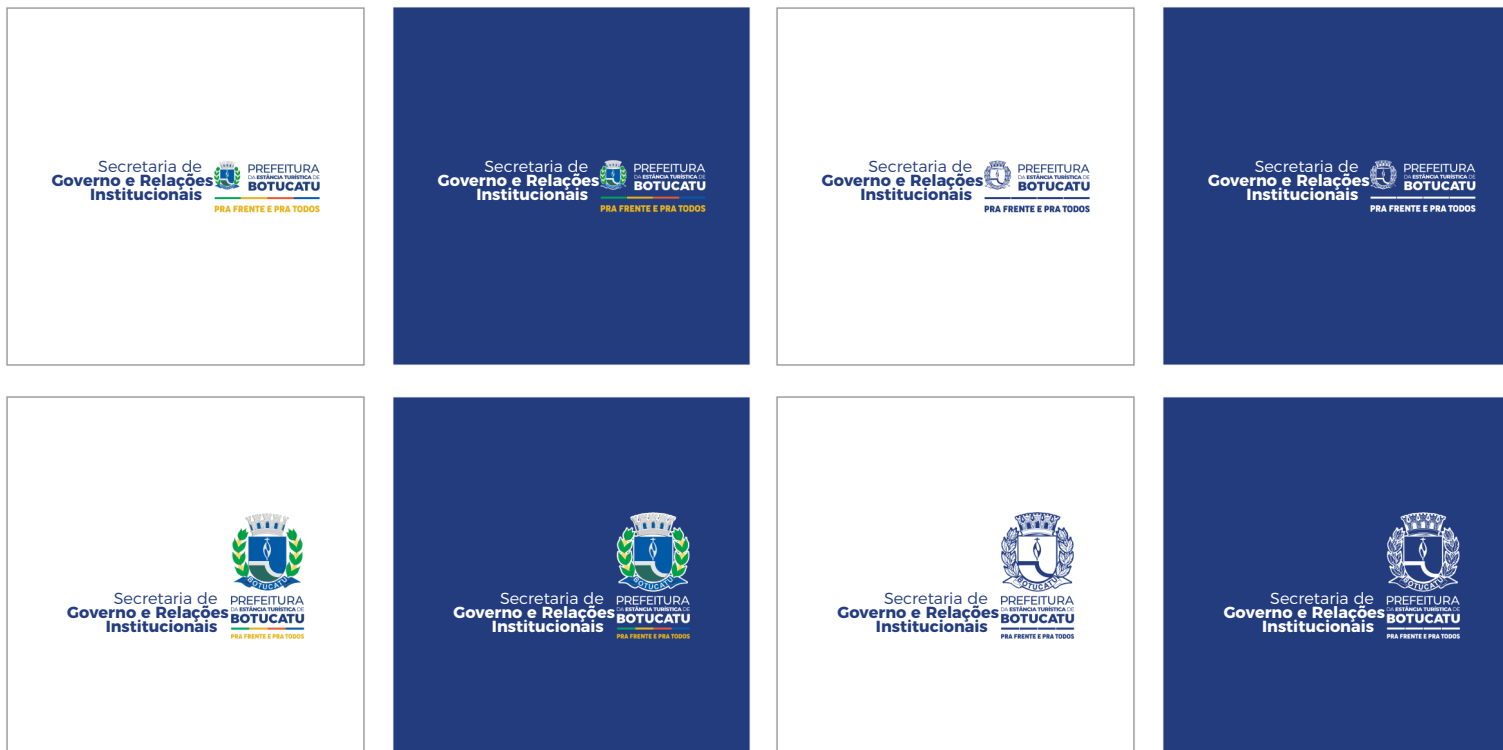 Secretaria de
Governo e Relações
Institucionais
PREFEITURA
DA ESTÂNCIA TURÍSTICA DE
BOTUCATU
PRA FRENTE E PRA TODOS
Secretaria de
Governo e Relações
Institucionais
PREFEITURA
DA ESTÂNCIA TURÍSTICA DE
BOTUCATU
PRA FRENTE E PRA TODOS
Secretaria de
Governo e Relações
Institucionais
PREFEITURA
DA ESTÂNCIA TURÍSTICA DE
BOTUCATU
PRA FRENTE E PRA TODOS
Secretaria de
Governo e Relações
Institucionais
PREFEITURA
DA ESTÂNCIA TURÍSTICA DE
BOTUCATU
PRA FRENTE E PRA TODOS
BOTUCATU
Secretaria de
Governo e Relações
Institucionais
PREFEITURA
DA ESTÂNCIA TURÍSTICA DE
BOTUCATU
PRA FRENTE E PRA TODOS
BOTUCATU
Secretaria de
Governo e Relações
Institucionais
PREFEITURA
DA ESTÂNCIA TURÍSTICA DE
BOTUCATU
PRA FRENTE E PRA TODOS
BOTUCATU
Secretaria de
Governo e Relações
Institucionais
PREFEITURA
DA ESTÂNCIA TURÍSTICA DE
BOTUCATU
PRA FRENTE E PRA TODOS
BOTUCATU
Secretaria de
Governo e Relações
Institucionais
PREFEITURA
DA ESTÂNCIA TURÍSTICA DE
BOTUCATU
PRA FRENTE E PRA TODOS